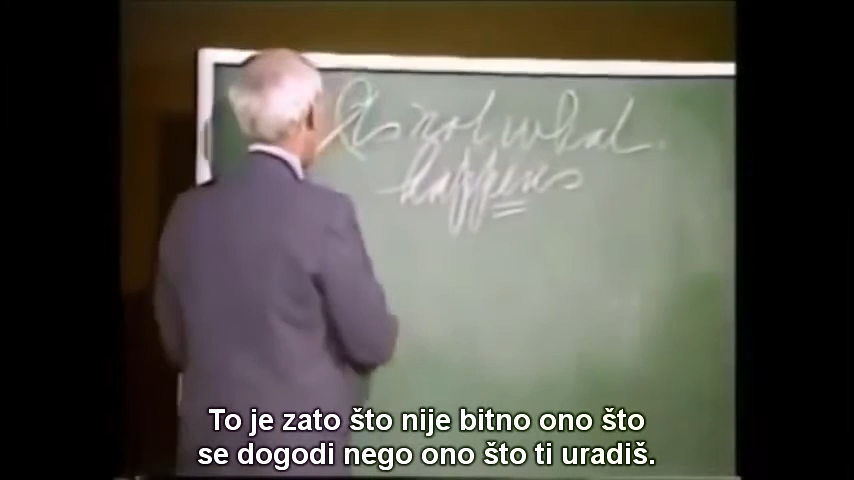 It's not what
happens
To je zato što nije bitno ono što
se dogodi nego ono što ti uradiš.